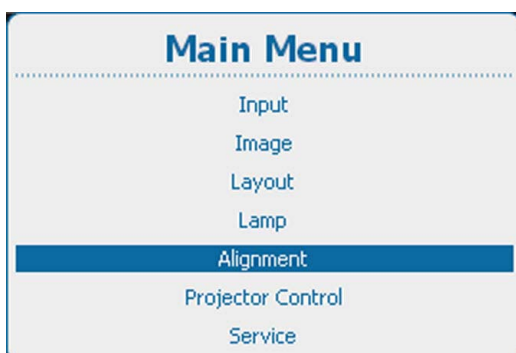 Main Menu
Input
Image
Layout
Lamp
Alignment
Projector Control
Service